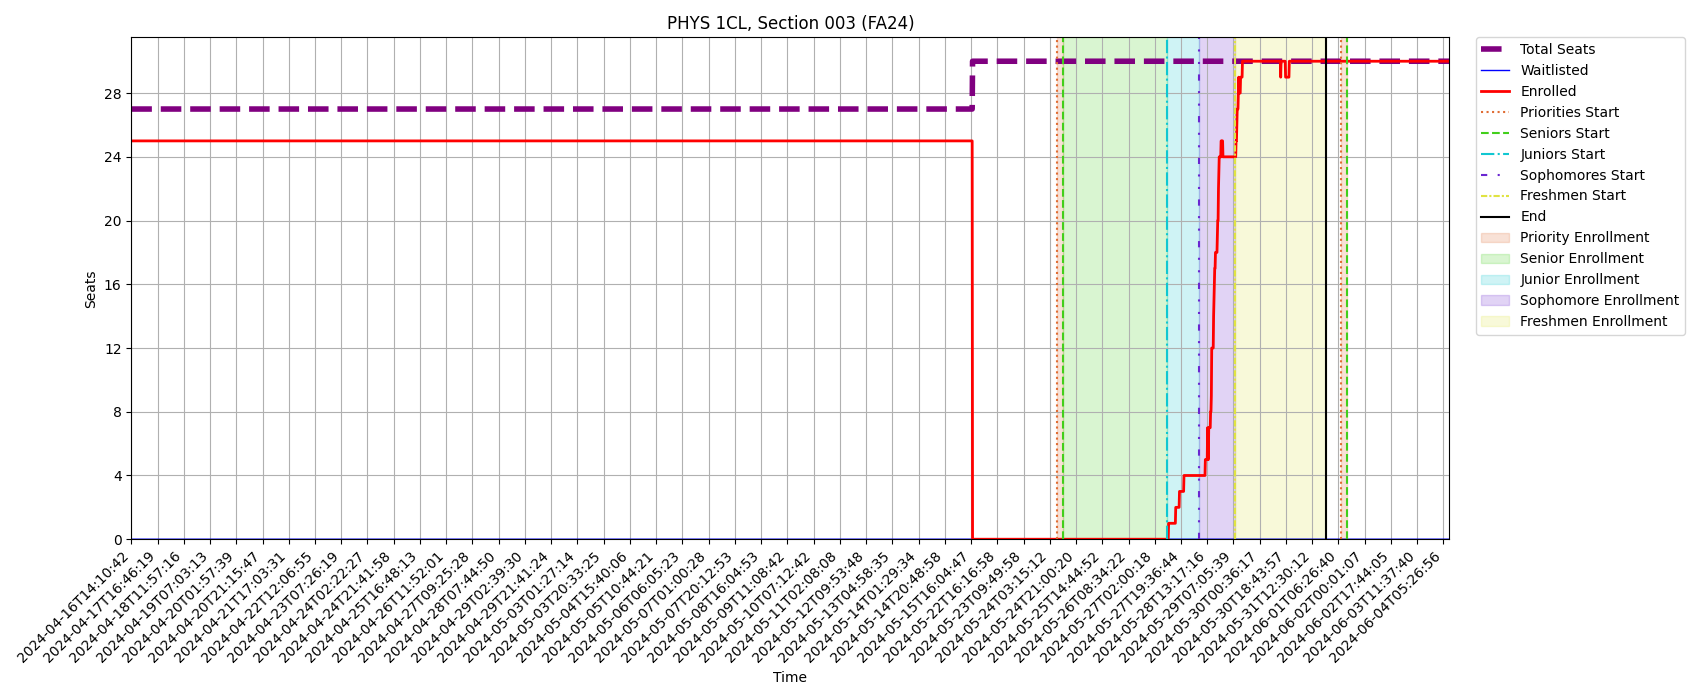 PHYS 1CL, Section 003 (FA24)
Seats
28
24
20
16
12
8
4
0
2024-04-16T14:10:42
2024-04-17T16:46:19
2024-04-18T11:57:16
2024-04-19T07:03:13
2024-04-20T01:57:39
2024-04-20T21:15:47
2024-04-21T17:03:31
2024-04-22T12:06:55
2024-04-23T07:26:19
2024-04-24T02:22:27
2024-04-24T21:41:58
2024-04-25T16:48:13
2024-04-26T11:52:01
2024-04-27T09:25:28
2024-04-28T07:44:50
2024-04-29T02:39:30
2024-04-29T21:41:24
2024-05-03T01:27:14
2024-05-03T20:33:25
2024-05-04T15:40:06
2024-05-05T10:44:21
2024-05-06T06:05:23
2024-05-07T01:00:28
2024-05-07T20:12:53
2024-05-08T16:04:53
2024-05-09T11:08:42
2024-05-10T07:12:42
2024-05-11T02:08:08
2024-05-12T09:53:48
2024-05-13T04:58:35
2024-05-14T01:29:34
2024-05-14T20:48:58
2024-05-15T16:04:47
2024-05-22T16:16:58
2024-05-23T09:49:58
2024-05-24T03:15:12
2024-05-24T21:00:20
2024-05-25T14:44:52
2024-05-26T08:34:22
2024-05-27T02:00:18
2024-05-27T19:36:44
2024-05-28T13:17:16
2024-05-29T07:05:39
2024-05-30T00:36:17
2024-05-30T18:43:57
2024-05-31T12:30:12
2024-06-01T06:26:40
2024-06-02T00:01:07
2024-06-02T17:44:05
2024-06-03T11:37:40
2024-06-04T05:26:56
Time
Total Seats
Waitlisted
Enrolled
Priorities Start
Seniors Start
Juniors Start
Sophomores Start
Freshmen Start
End
Priority Enrollment
Senior Enrollment
Junior Enrollment
Sophomore Enrollment
Freshmen Enrollment